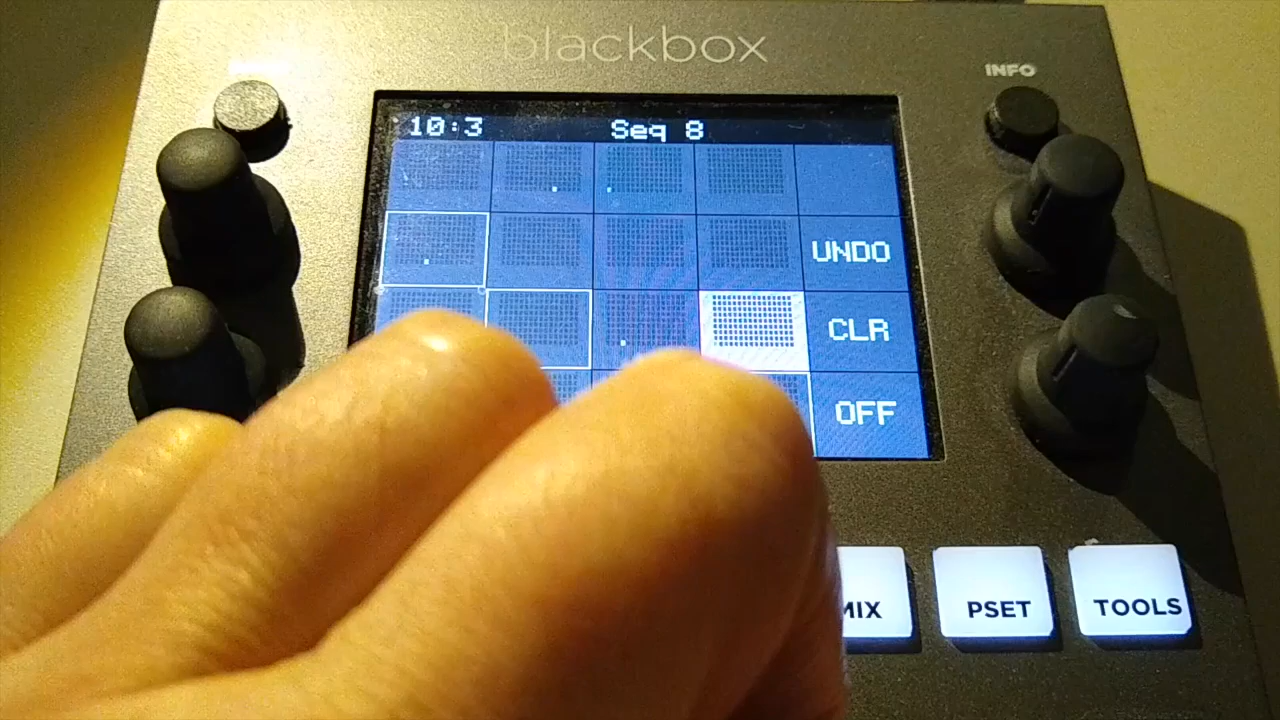 blackbox
INFO
10:3 Seq 8
UNDO
CLR
OFF
MIX PSET TOOLS